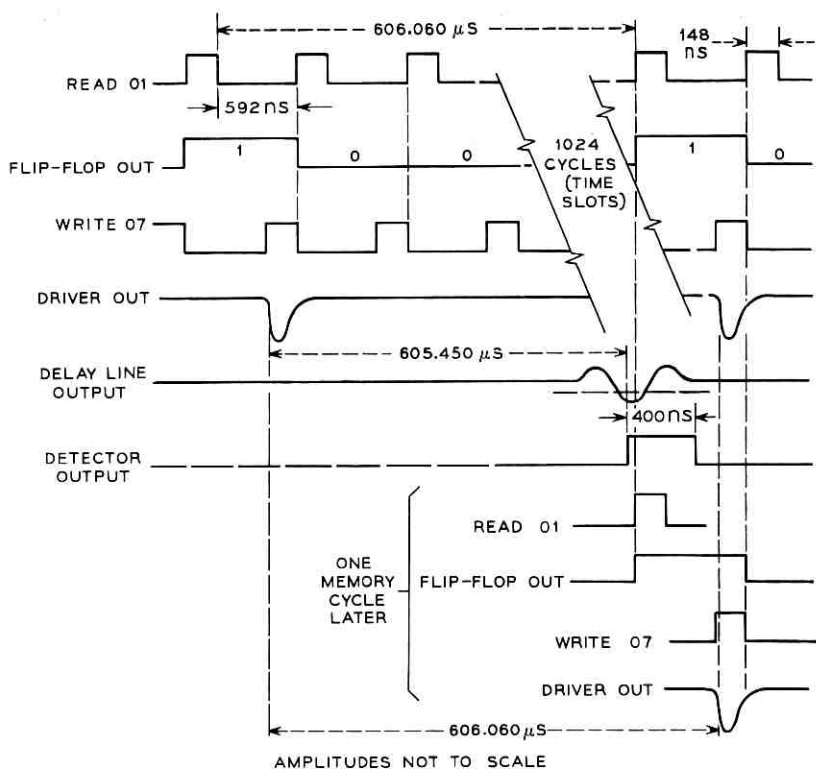 606.060 μS
148
NS
READ 01
592 NS
1 0 0 1 0
FLIP-FLOP OUT
1024
CYCLES
(TIME
SLOTS)
WRITE 07
DRIVER OUT
605.450 μS
DELAY LINE
OUTPUT
400 NS
DETECTOR
OUTPUT
READ 01
ONE
MEMORY
CYCLE
LATER
FLIP-FLOP OUT
WRITE 07
DRIVER OUT
606.060 μS
AMPLITUDES NOT TO SCALE